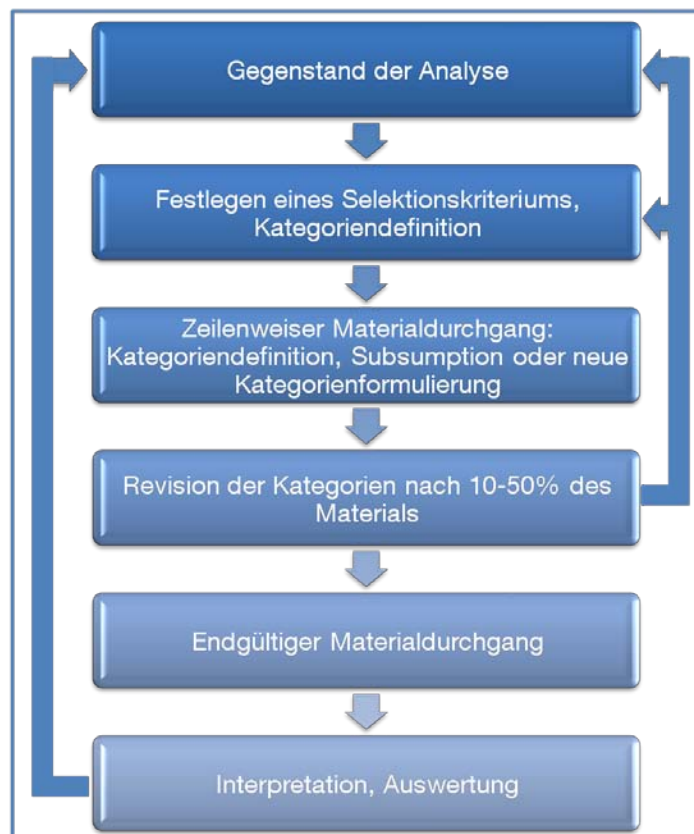 Gegenstand der Analyse
Festlegen eines Selektionskriteriums,
Kategoriendefinition
Zeilenweiser Materialdurchgang:
Kategoriendefinition, Subsumption oder neue
Kategorienformulierung
Revision der Kategorien nach 10-50% des
Materials
Endgültiger Materialdurchgang
Interpretation, Auswertung